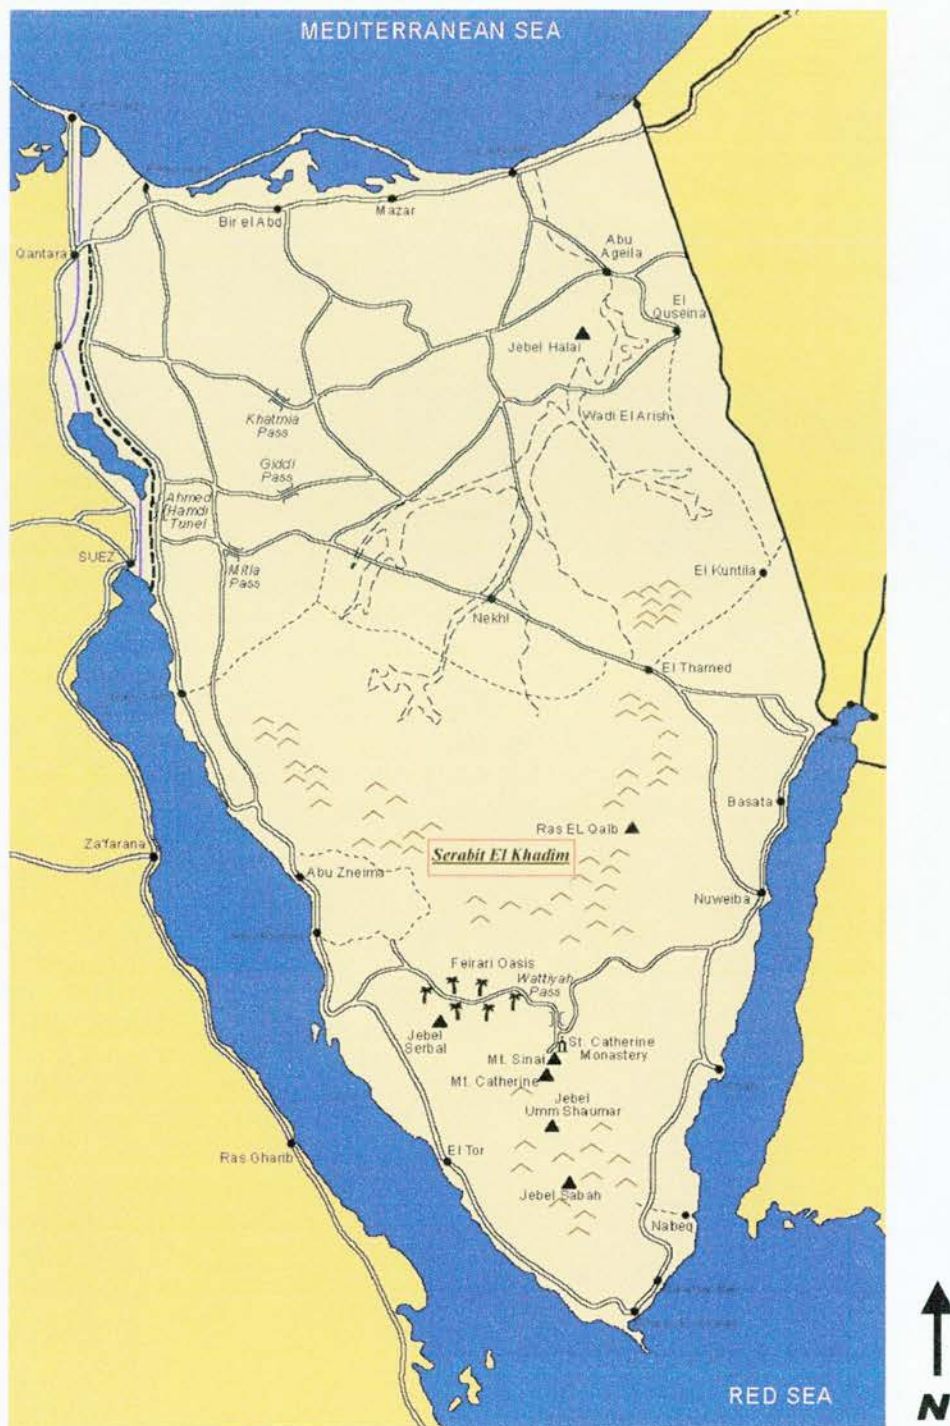 MEDITERRANEAN SEA
Bir el Abd
Mazar
Qantara
Abu
Ageila
El
Quseina
Jebel Halal
Khatmia
Pass
Wadi El Arish
Giddi
Pass
Ahmed
Hamdi
Tunel
SUEZ
Mitla
Pass
El Kuntila
Nekhl
El Thamed
Basata
Ras EL Qalb
Za'farana
Serabit El Khadim
Abu Zneima
Nuweiba
Feirari Oasis
Wattiyah
Pass
Jebel
Serbal
St. Catherine
Monastery
Mt. Sinai
Mt. Catherine
Jebel
Umm Shaumar
El Tor
Ras Gharib
Jebel Sabah
Nabeq
RED SEA
N